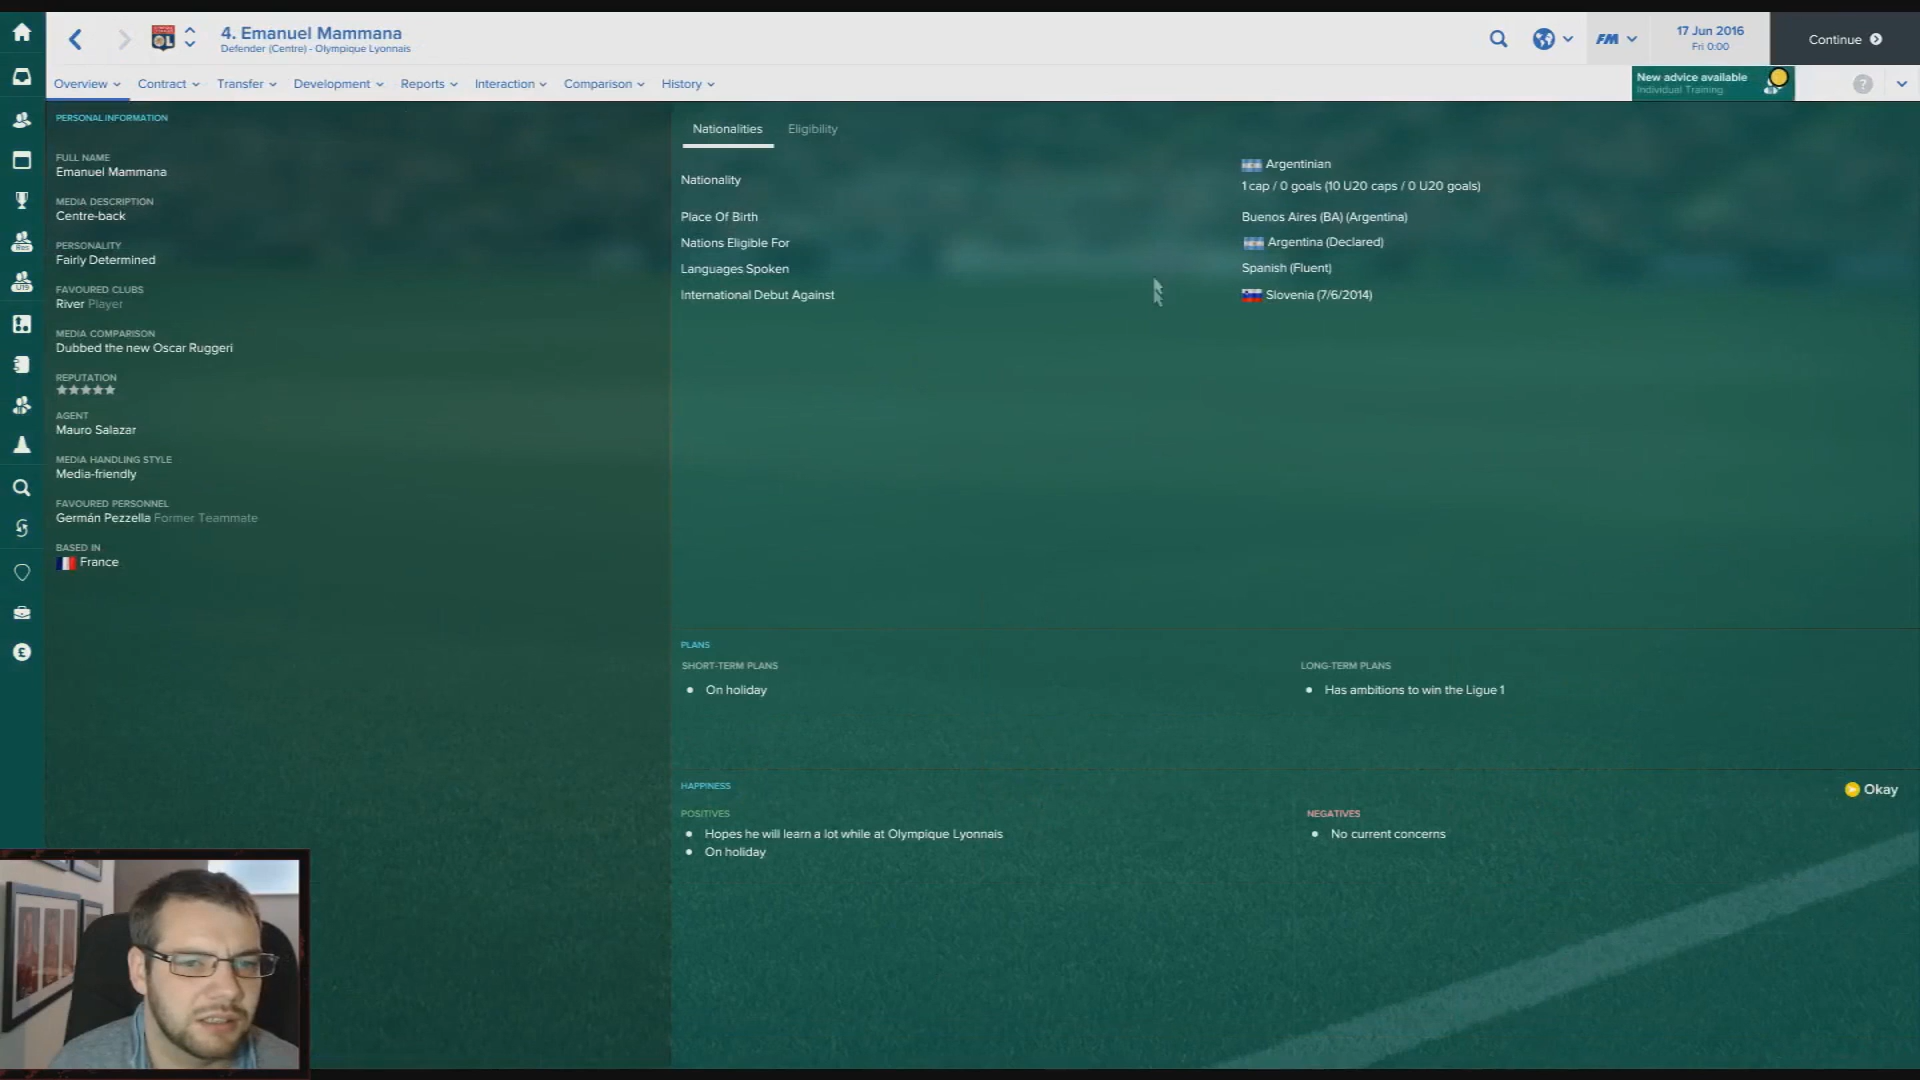 4. Emanuel Mammana
Defender (Centre) - Olympique Lyonnais
FM
17 Jun 2016
Fri 0:00
Continue
Overview
Contract
Transfer
Development
Reports
Interaction
Comparison
History
New advice available
Individual Training
?
PERSONAL INFORMATION
FULL NAME
Emanuel Mammana
MEDIA DESCRIPTION
Centre-back
PERSONALITY
Fairly Determined
FAVOURED CLUBS
River Player
MEDIA COMPARISON
Dubbed the new Oscar Ruggeri
REPUTATION
AGENT
Mauro Salazar
MEDIA HANDLING STYLE
Media-friendly
FAVOURED PERSONNEL
Germán Pezzella Former Teammate
BASED IN
France
Nationalities Eligibility
Nationality
Argentinian
1 cap / 0 goals (10 U20 caps / 0 U20 goals)
Place Of Birth
Buenos Aires (BA) (Argentina)
Nations Eligible For
Argentina (Declared)
Languages Spoken
Spanish (Fluent)
International Debut Against
Slovenia (7/6/2014)
PLANS
SHORT-TERM PLANS
On holiday
LONG-TERM PLANS
Has ambitions to win the Ligue 1
HAPPINESS
Okay
POSITIVES
Hopes he will learn a lot while at Olympique Lyonnais
On holiday
NEGATIVES
No current concerns